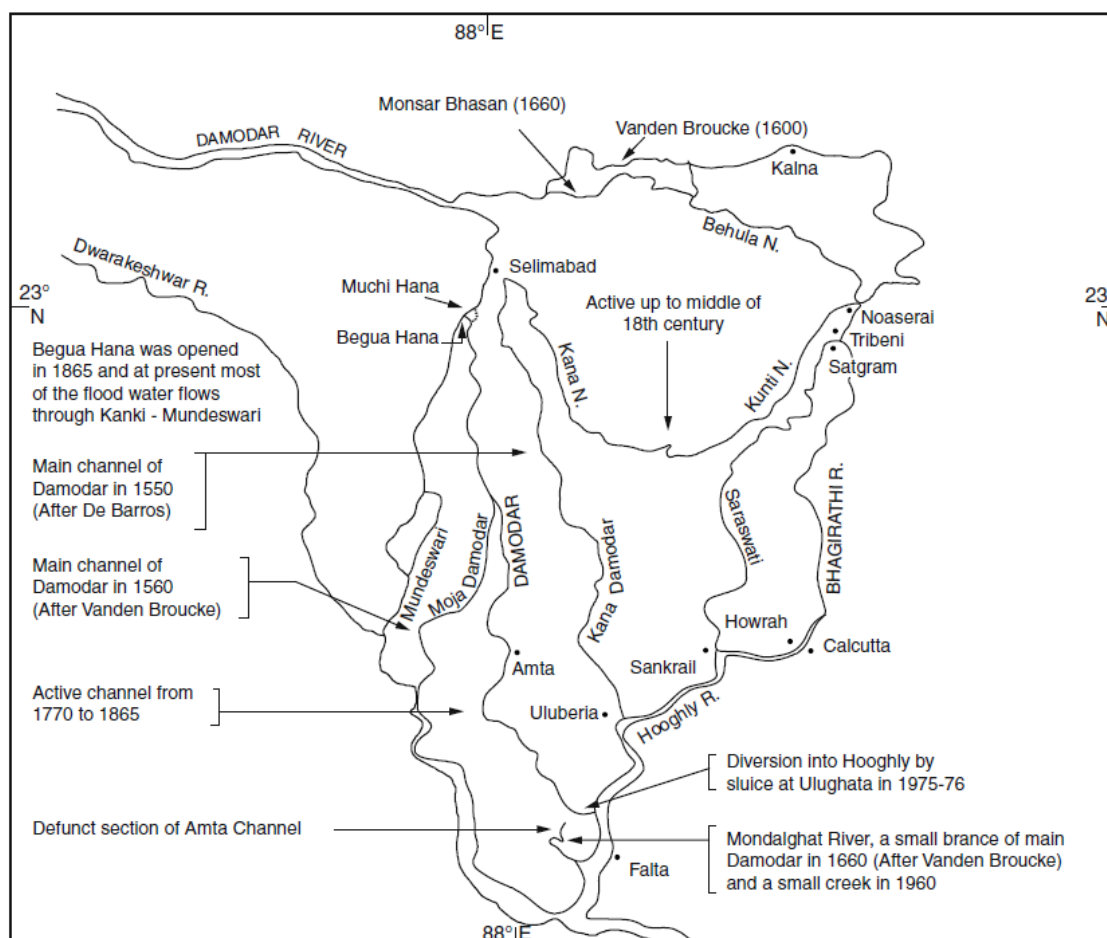 88° E
Monsar Bhasan (1660)
Vanden Broucke (1600)
DAMODAR RIVER
Kalna
Behula N.
Dwarakeshwar R.
Selimabad
Muchi Hana
23°
N
Active up to middle of
18th century
23°
N
Noaserai
Begua Hana
Tribeni
Satgram
Begua Hana was opened
in 1865 and at present most
of the flood water flows
through Kanki - Mundeswari
Kana N.
Kunti N.
Main channel of
Damodar in 1550
(After De Barros)
Saraswati
BHAGIRATHI R.
Mundeswari
Moja Damodar
DAMODAR
Kana Damodar
Main channel of
Damodar in 1560
(After Vanden Broucke)
Howrah
Calcutta
Amta
Sankrail
Active channel from
1770 to 1865
Uluberia
Hooghly R.
Diversion into Hooghly by
sluice at Ulughata in 1975-76
Defunct section of Amta Channel
Mondalghat River, a small brance of main
Damodar in 1660 (After Vanden Broucke)
and a small creek in 1960
Falta
88° E